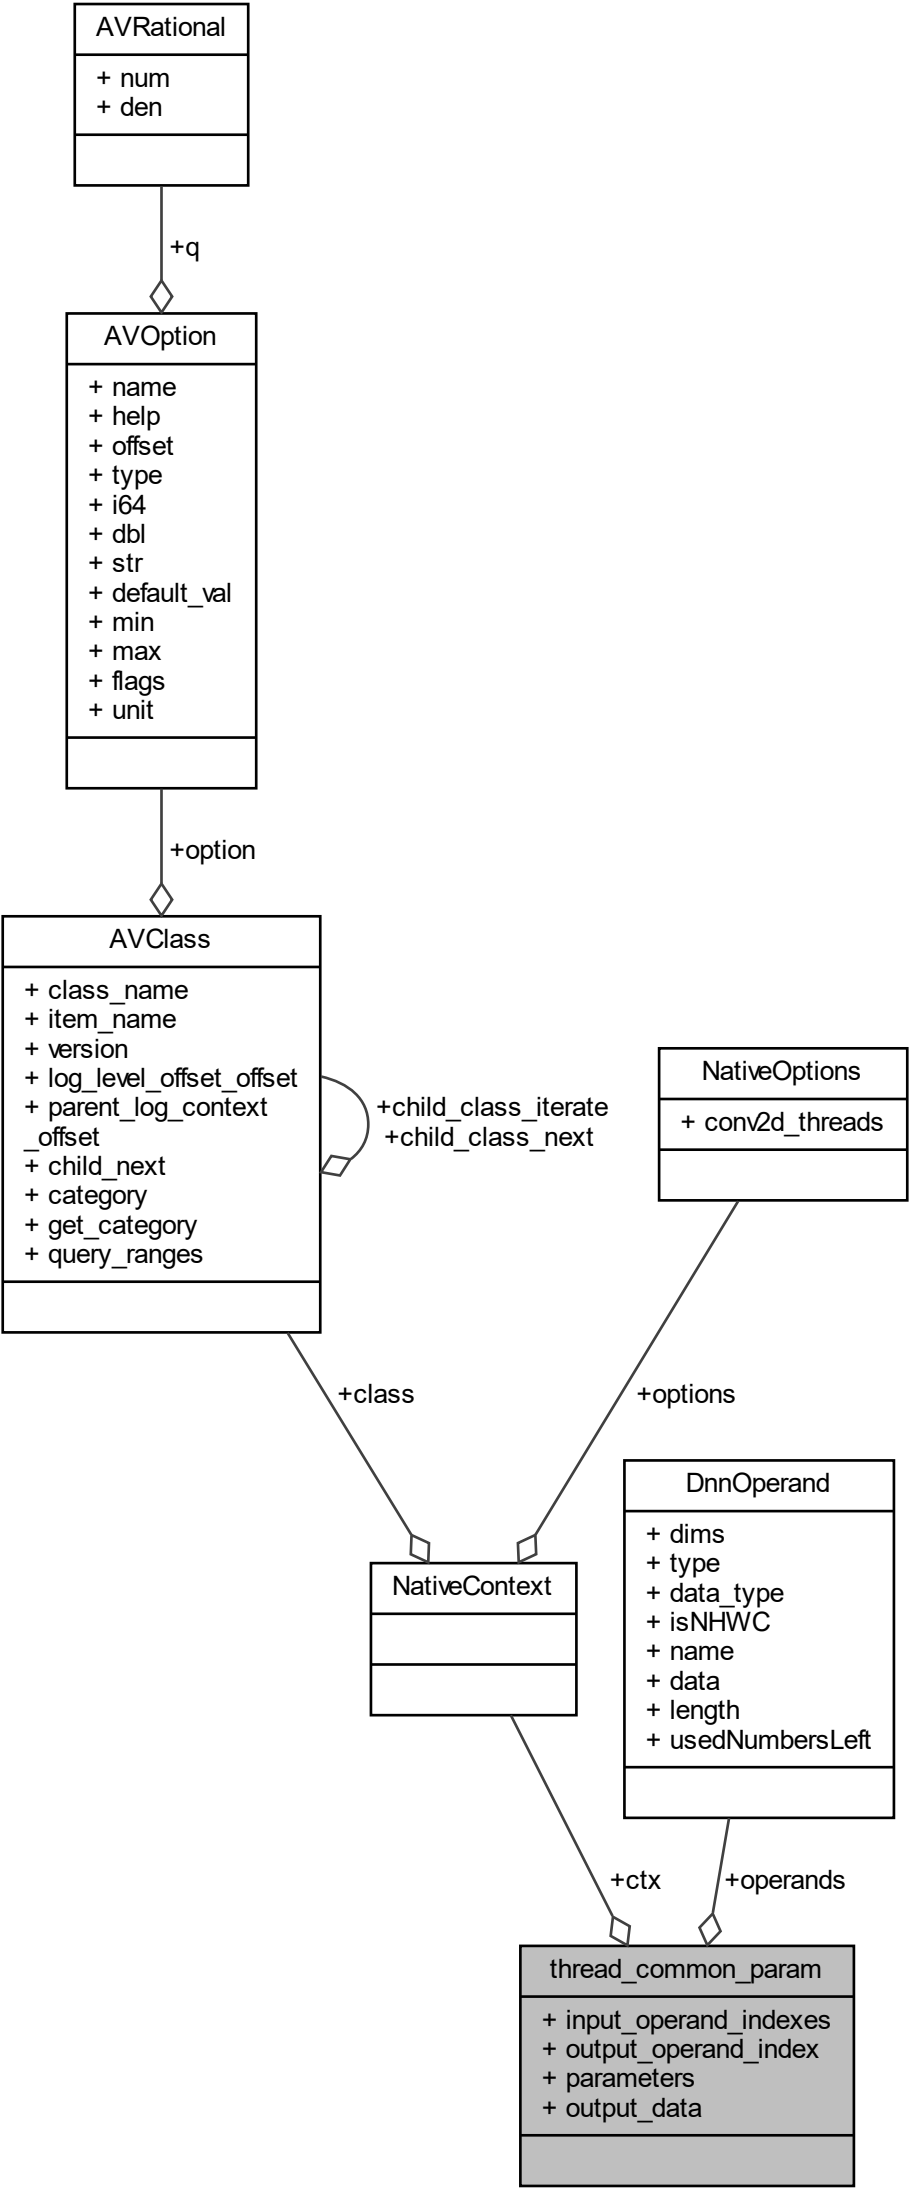 AVRational
+ num
+ den
+q
AVOption
+ name
+ help
+ offset
+ type
+ i64
+ dbl
+ str
+ default_val
+ min
+ max
+ flags
+ unit
+option
AVClass
+ class_name
+ item_name
+ version
+ log_level_offset_offset
+ parent_log_context
_offset
+ child_next
+ category
+ get_category
+ query_ranges
+child_class_iterate
+child_class_next
NativeOptions
+ conv2d_threads
+class
+options
NativeContext
DnnOperand
+ dims
+ type
+ data_type
+ isNHWC
+ name
+ data
+ length
+ usedNumbersLeft
+ctx
+operands
thread_common_param
+ input_operand_indexes
+ output_operand_index
+ parameters
+ output_data